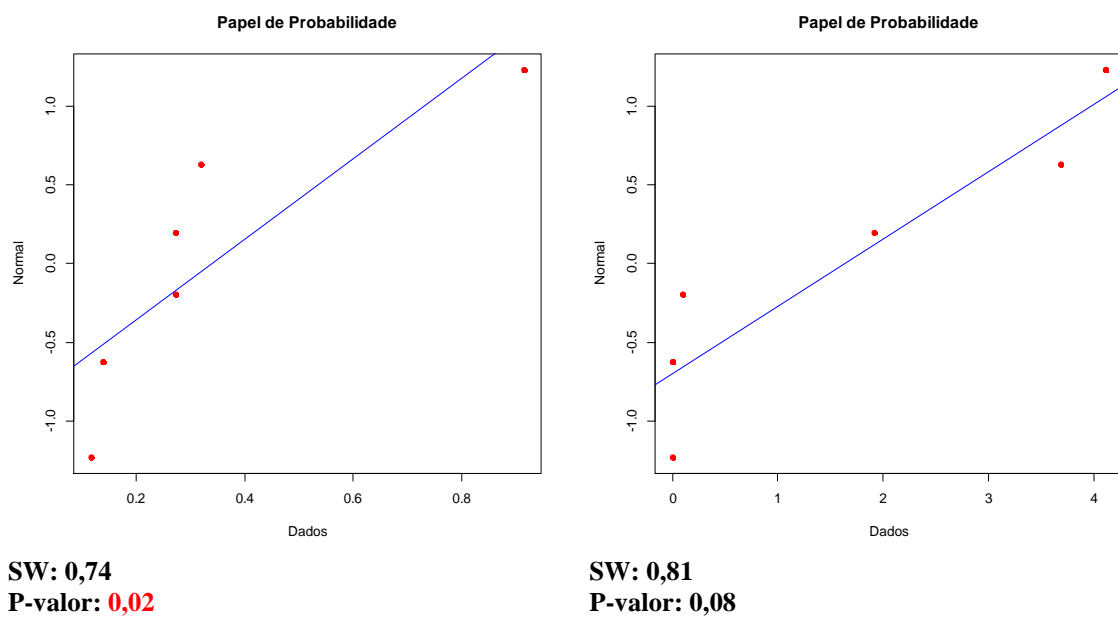 Papel de Probabilidade
1.0
0.5
0.0
-0.5
-1.0
Normal
0.2
0.4
0.6
0.8
Dados
SW: 0,74
P-valor: 0,02
Papel de Probabilidade
1.0
0.5
0.0
-0.5
-1.0
Normal
0
1
2
3
4
Dados
SW: 0,81
P-valor: 0,08